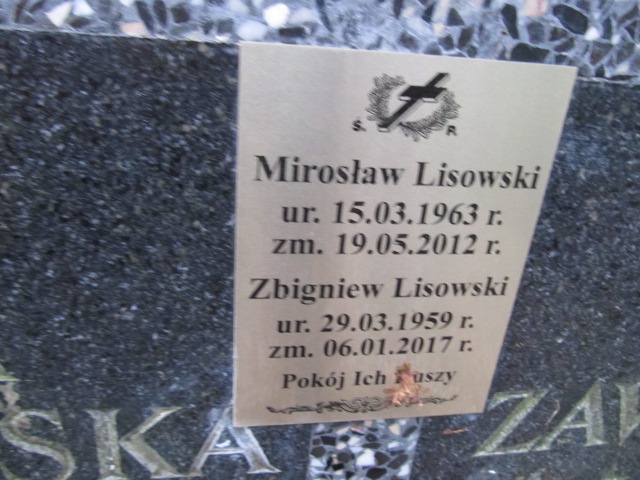 Ś. P.
Mirosław Lisowski
ur. 15.03.1963 r.
zm. 19.05.2012 r.
Zbigniew Lisowski
ur. 29.03.1959 r.
zm. 06.01.2017 r.
Pokój Ich Duszy
SKA ZAW